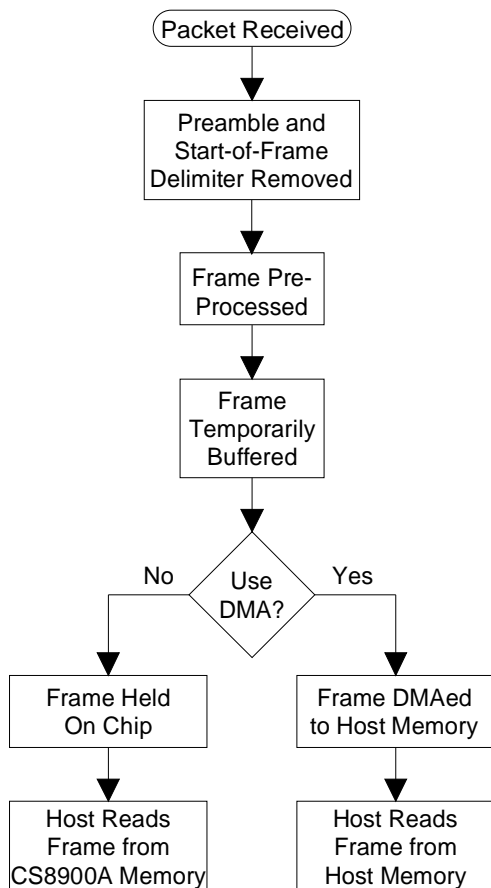 Packet Received
Preamble and
Start-of-Frame
Delimiter Removed
Frame Pre-
Processed
Frame
Temporarily
Buffered
No
Use
DMA?
Yes
Frame Held
On Chip
Frame DMAed
to Host Memory
Host Reads
Frame from
CS8900A Memory
Host Reads
Frame from
Host Memory